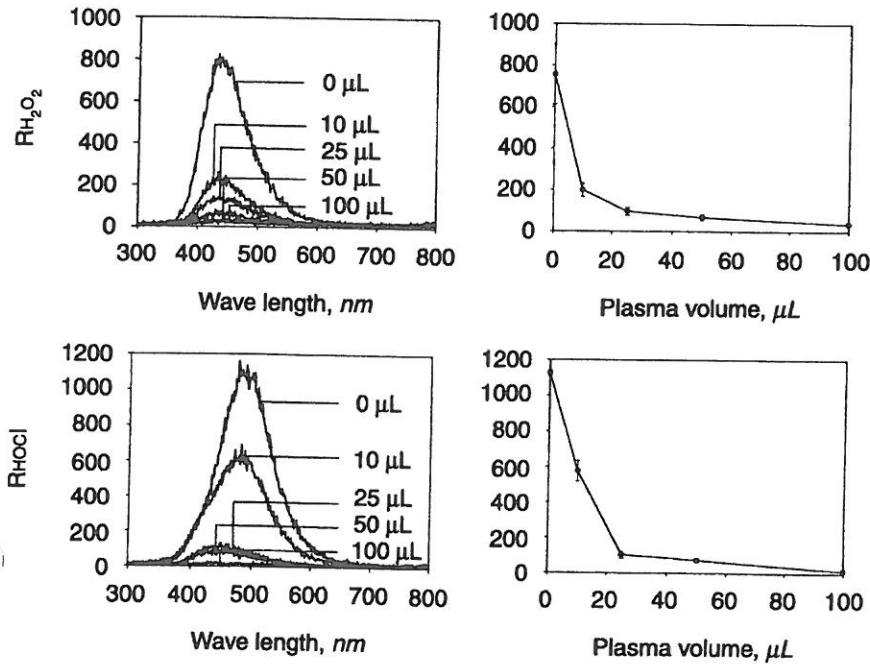 RH₂O₂
1000
800
600
400
200
0
0 μL
10 μL
25 μL
50 μL
100 μL
300 400 500 600 700 800
Wave length, nm
1000
800
600
400
200
0
0 20 40 60 80 100
Plasma volume, μL
RHOCl
1200
1000
800
600
400
200
0
0 μL
10 μL
25 μL
50 μL
100 μL
300 400 500 600 700 800
Wave length, nm
1200
1000
800
600
400
200
0
0 20 40 60 80 100
Plasma volume, μL